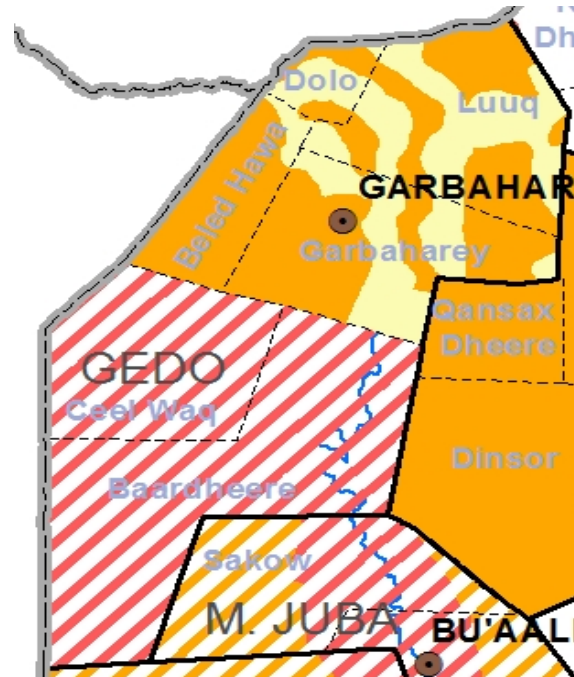 Dh
Dolo
Luuq
Beled Hawa
GARBAHAR
Garbaharey
Qansax
Dheere
GEDO
Ceel Waq
Dinsor
Baardheere
Sakow
M. JUBA
BU'AAL